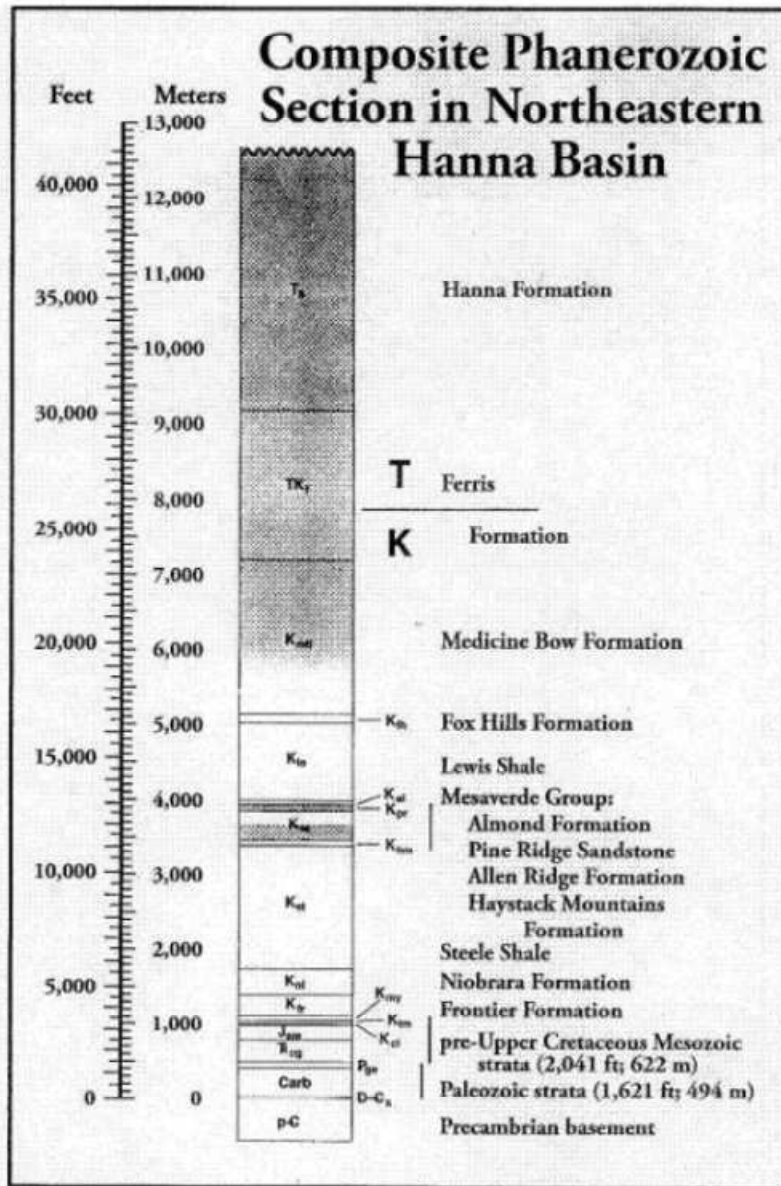 Composite Phanerozoic
Section in Northeastern
Hanna Basin
Feet
Meters
13,000
40,000
12,000
11,000
35,000
Hanna Formation
10,000
30,000
9,000
TKf
T
Ferris
8,000
25,000
K
Formation
7,000
20,000
6,000
Medicine Bow Formation
5,000
Fox Hills Formation
15,000
Lewis Shale
4,000
Mesaverde Group:
Almond Formation
Pine Ridge Sandstone
10,000
3,000
Allen Ridge Formation
Haystack Mountains
Formation
2,000
Steele Shale
5,000
Niobrara Formation
Kfr
Frontier Formation
1,000
pre-Upper Cretaceous Mesozoic
strata (2,041 ft; 622 m)
Carb
Paleozoic strata (1,621 ft; 494 m)
0
0
p-C
Precambrian basement